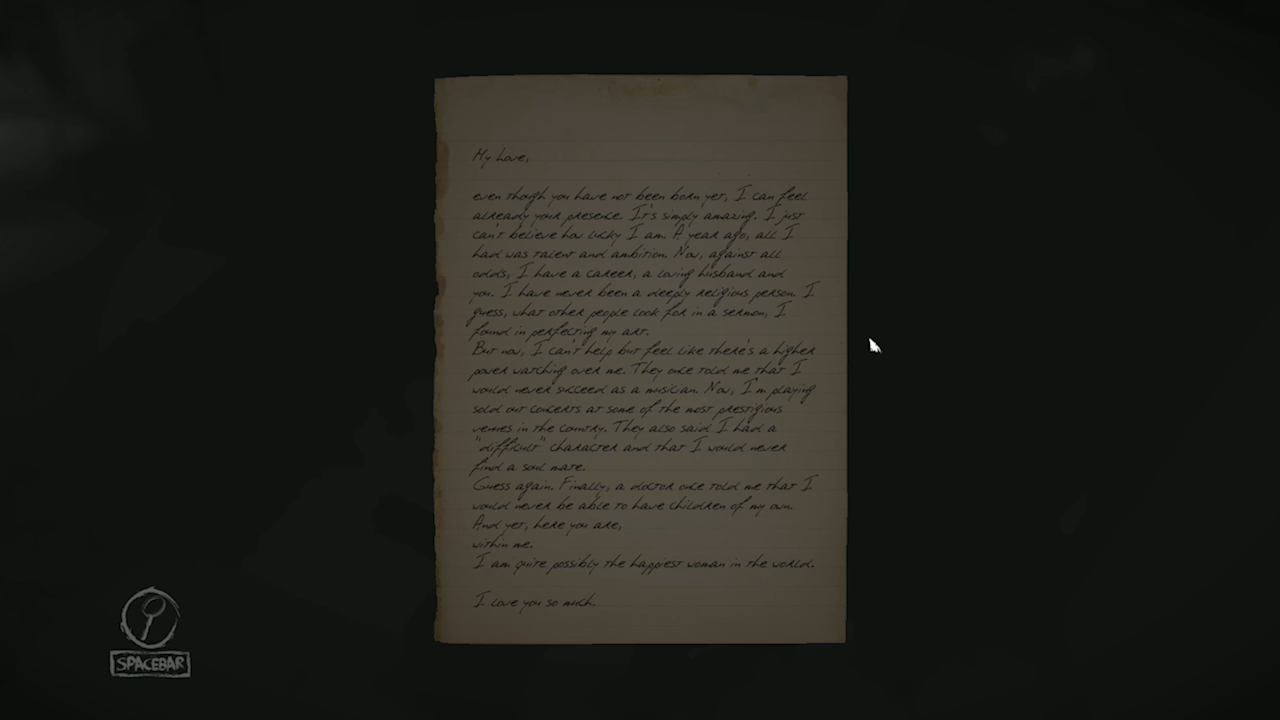 My Love,
even though you have not been born yet, I can feel
already your presence. It's simply amazing. I just
can't believe how lucky I am. A year ago, all I
had was talent and ambition. Now, against all
odds, I have a career, a loving husband and
you. I have never been a deeply religious person. I
guess, what other people look for in a sermon, I
found in perfecting my art.
But now, I can't help but feel like there's a higher
power watching over me. They once told me that I
would never succeed as a musician. Now, I'm playing
sold out concerts at some of the most prestigious
venues in the country. They also said I had a
"difficult" character and that I would never
find a soul mate.
Guess again. Finally, a doctor once told me that I
would never be able to have children of my own.
And yet, here you are,
within me.
I am quite possibly the happiest woman in the world.
I love you so much.
SPACEBAR